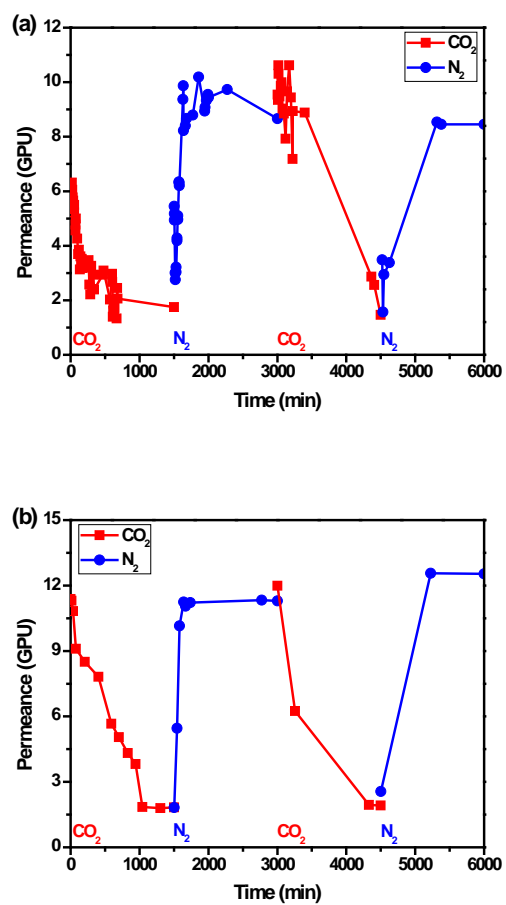 (a)
12
10
8
6
4
2
0
Permeance (GPU)
CO₂
N₂
CO₂
N₂
CO₂
N₂
0 1000 2000 3000 4000 5000 6000
Time (min)
(b)
15
12
9
6
3
0
Permeance (GPU)
CO₂
N₂
CO₂
N₂
CO₂
N₂
0 1000 2000 3000 4000 5000 6000
Time (min)